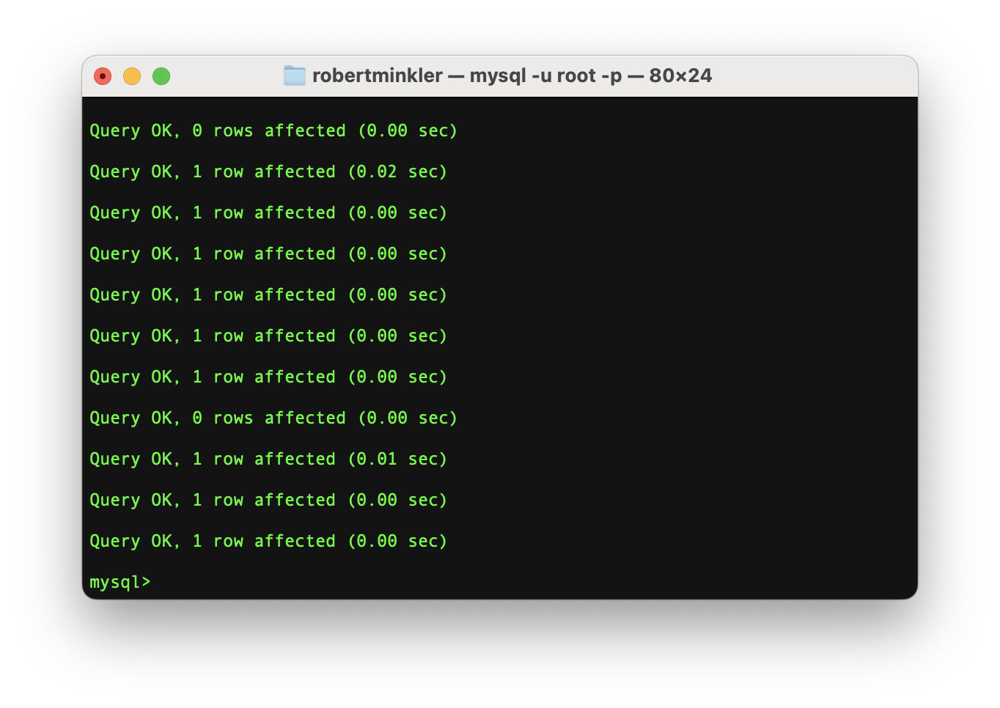 robertminkler — mysql -u root -p — 80×24
Query OK, 0 rows affected (0.00 sec)
Query OK, 1 row affected (0.02 sec)
Query OK, 1 row affected (0.00 sec)
Query OK, 1 row affected (0.00 sec)
Query OK, 1 row affected (0.00 sec)
Query OK, 1 row affected (0.00 sec)
Query OK, 1 row affected (0.00 sec)
Query OK, 0 rows affected (0.00 sec)
Query OK, 1 row affected (0.01 sec)
Query OK, 1 row affected (0.00 sec)
Query OK, 1 row affected (0.00 sec)
mysql>